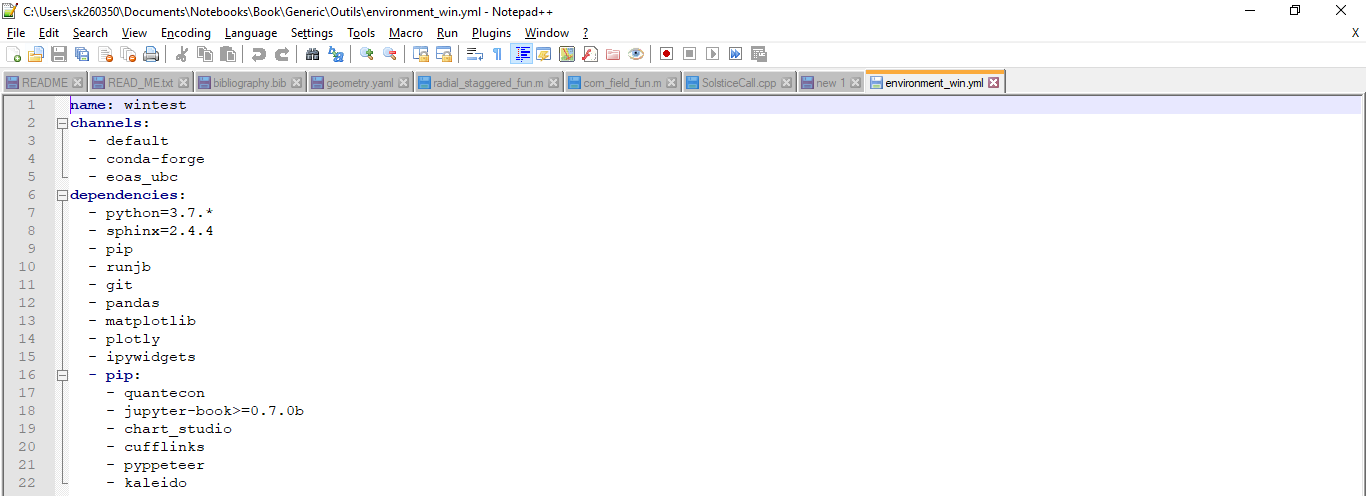 C:\Users\sk260350\Documents\Notebooks\Book\Generic\Outils\environment_win.yml - Notepad++
File Edit Search View Encoding Language Settings Tools Macro Run Plugins Window ? X
README READ_ME.txt bibliography.bib geometry.yaml radial_staggered_fun.m corn_field_fun.m SolsticeCall.cpp new 1 environment_win.yml
1 name: wintest
2 channels:
3 - default
4 - conda-forge
5 - eoas_ubc
6 dependencies:
7 - python=3.7.*
8 - sphinx=2.4.4
9 - pip
10 - runjb
11 - git
12 - pandas
13 - matplotlib
14 - plotly
15 - ipywidgets
16 - pip:
17 - quantecon
18 - jupyter-book>=0.7.0b
19 - chart_studio
20 - cufflinks
21 - pyppeteer
22 - kaleido